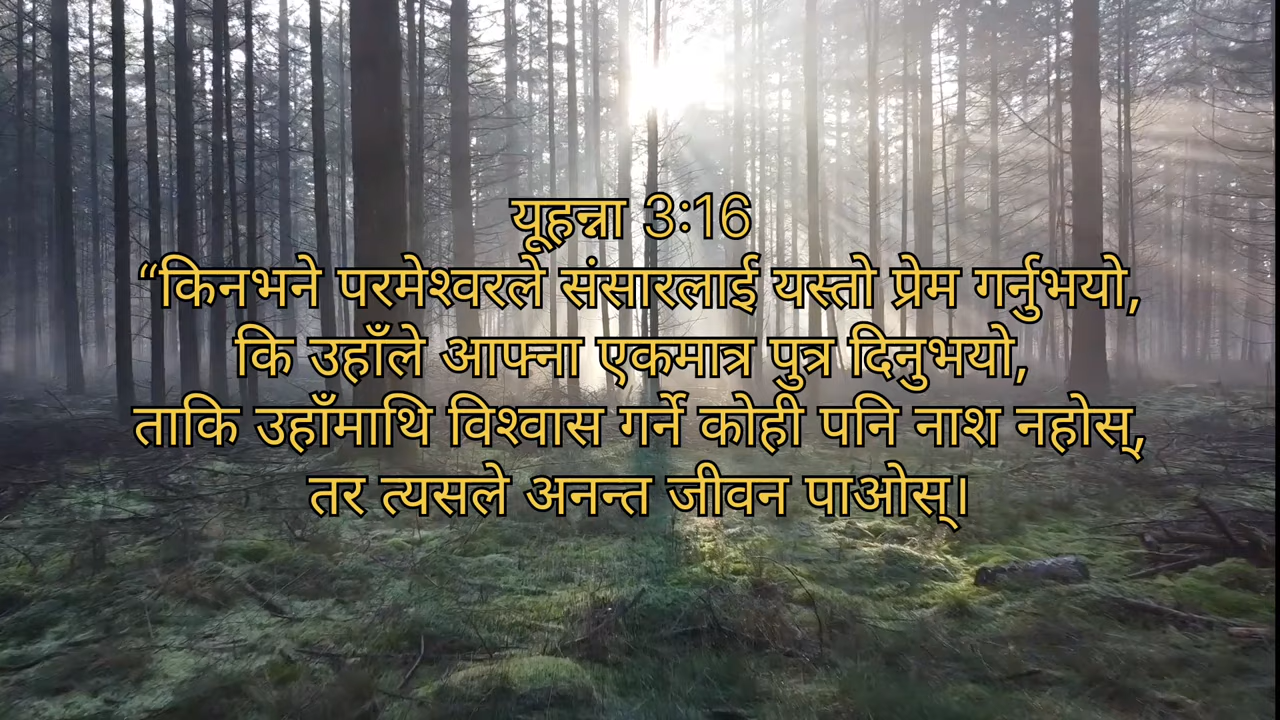 यूहन्ना 3:16
“किनभने परमेश्वरले संसारलाई यस्तो प्रेम गर्नुभयो,
कि उहाँले आफ्ना एकमात्र पुत्र दिनुभयो,
ताकि उहाँमाथि विश्वास गर्ने कोही पनि नाश नहोस्,
तर त्यसले अनन्त जीवन पाओस्।